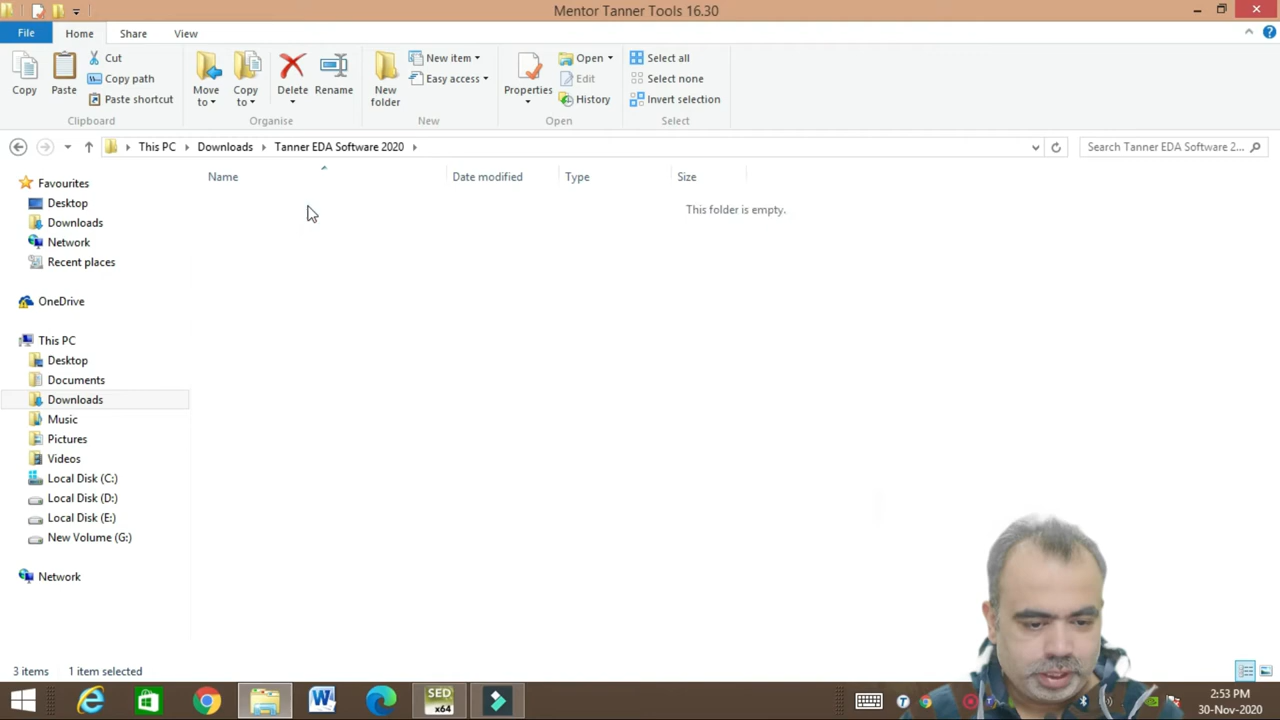 Mentor Tanner Tools 16.30
File Home Share View
Copy
Paste
Cut
Copy path
Paste shortcut
Clipboard
Move to
Copy to
Delete
Rename
Organise
New folder
New item
Easy access
New
Properties
Open
Edit
History
Open
Select all
Select none
Invert selection
Select
This PC Downloads Tanner EDA Software 2020
Search Tanner EDA Software 2...
Name Date modified Type Size
This folder is empty.
Favourites
Desktop
Downloads
Network
Recent places
OneDrive
This PC
Desktop
Documents
Downloads
Music
Pictures
Videos
Local Disk (C:)
Local Disk (D:)
Local Disk (E:)
New Volume (G:)
Network
3 items 1 item selected
SED x64
2:53 PM
30-Nov-2020